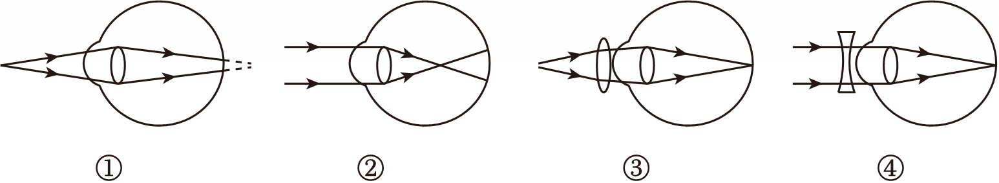 ① ② ③ ④